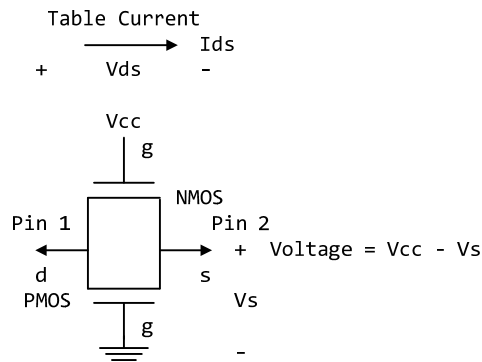 Table Current
Ids
+ Vds -
Vcc
g
NMOS
Pin 1 Pin 2
+ Voltage = Vcc - Vs
d s
PMOS Vs
g
-